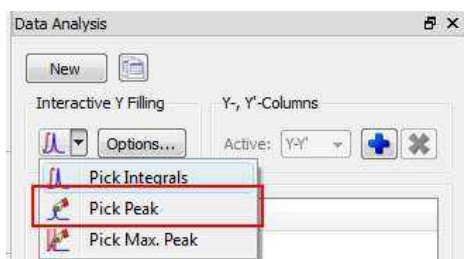 Data Analysis
New
Interactive Y Filling
Y-, Y'-Columns
Options...
Active:
Y-Y'
Pick Integrals
Pick Peak
Pick Max. Peak